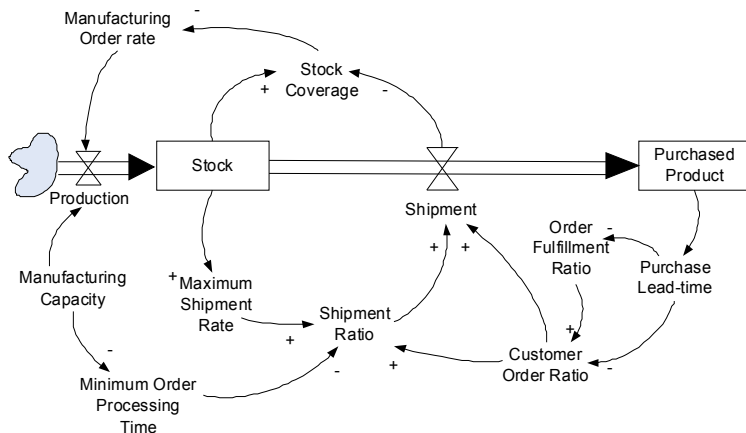 Manufacturing
Order rate
-
Stock
Coverage
+
-
Stock
Purchased
Product
Production
Shipment
Order
Fulfillment
Ratio
-
Purchase
Lead-time
Manufacturing
Capacity
+
+
+
Maximum
Shipment
Rate
+
Shipment
Ratio
+
Customer
Order Ratio
-
+
-
-
Minimum Order
Processing
Time